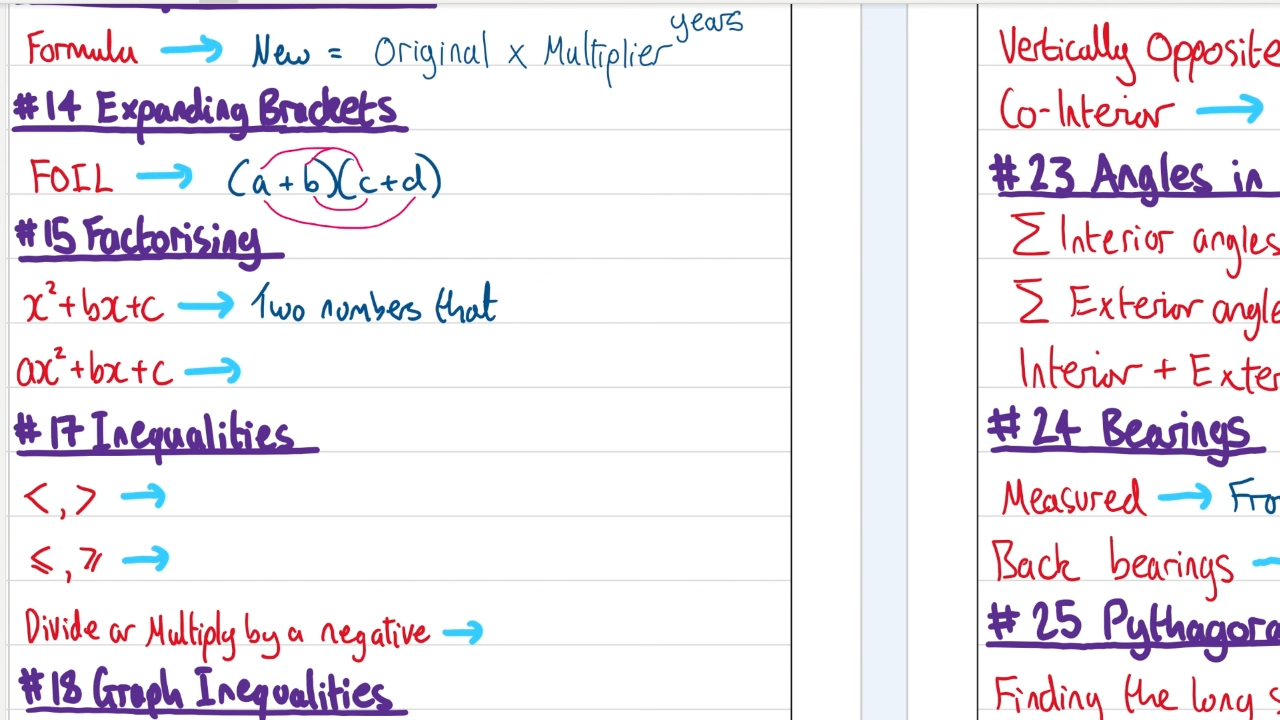 Formula → New = Original x Multiplier^years
#14 Expanding Brackets
FOIL → (a+b)(c+d)
#15 Factorising
x²+bx+c → Two numbers that
ax²+bx+c →
#17 Inequalities
<,> →
≤,≥ →
Divide or Multiply by a negative →
#18 Graph Inequalities
Vertically Opposite
Co-Interior →
#23 Angles in
Σ Interior angles
Σ Exterior angle
Interior + Exter
#24 Bearings
Measured → Fro
Back bearings
#25 Pythagora
Finding the long s